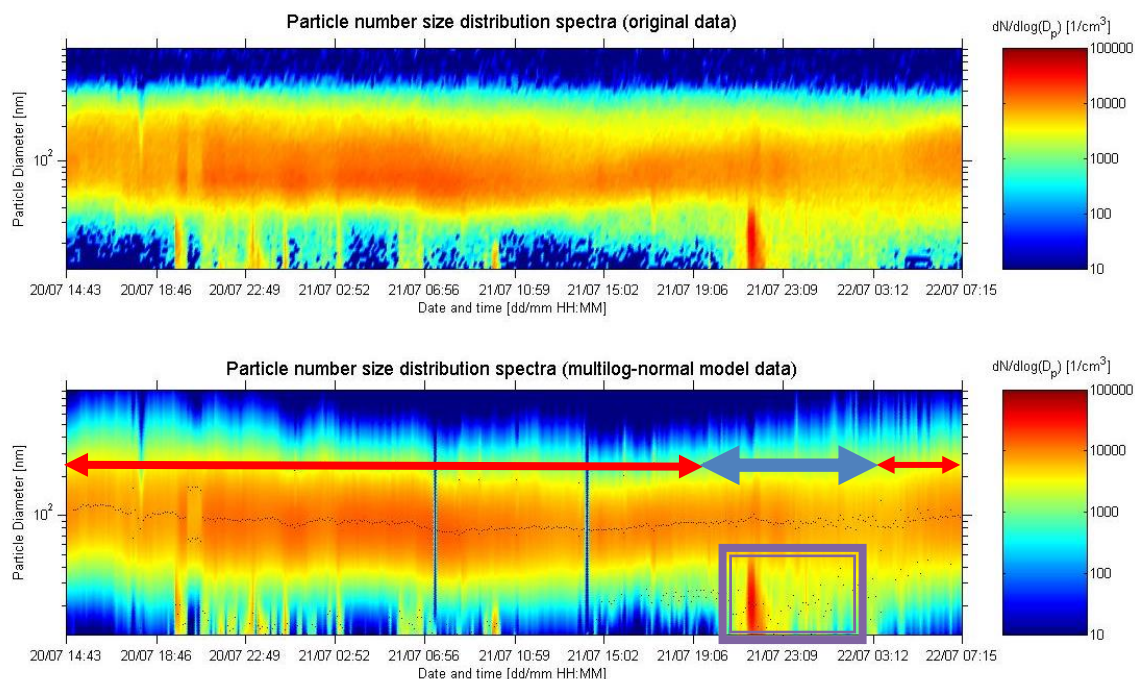 Particle number size distribution spectra (original data)
dN/dlog(Dp) [1/cm3]
Particle Diameter [nm]
10²
100000
10000
1000
100
10
20/07 14:43 20/07 18:46 20/07 22:49 21/07 02:52 21/07 06:56 21/07 10:59 21/07 15:02 21/07 19:06 21/07 23:09 22/07 03:12 22/07 07:15
Date and time [dd/mm HH:MM]
Particle number size distribution spectra (multilog-normal model data)
dN/dlog(Dp) [1/cm3]
Particle Diameter [nm]
10²
100000
10000
1000
100
10
20/07 14:43 20/07 18:46 20/07 22:49 21/07 02:52 21/07 06:56 21/07 10:59 21/07 15:02 21/07 19:06 21/07 23:09 22/07 03:12 22/07 07:15
Date and time [dd/mm HH:MM]